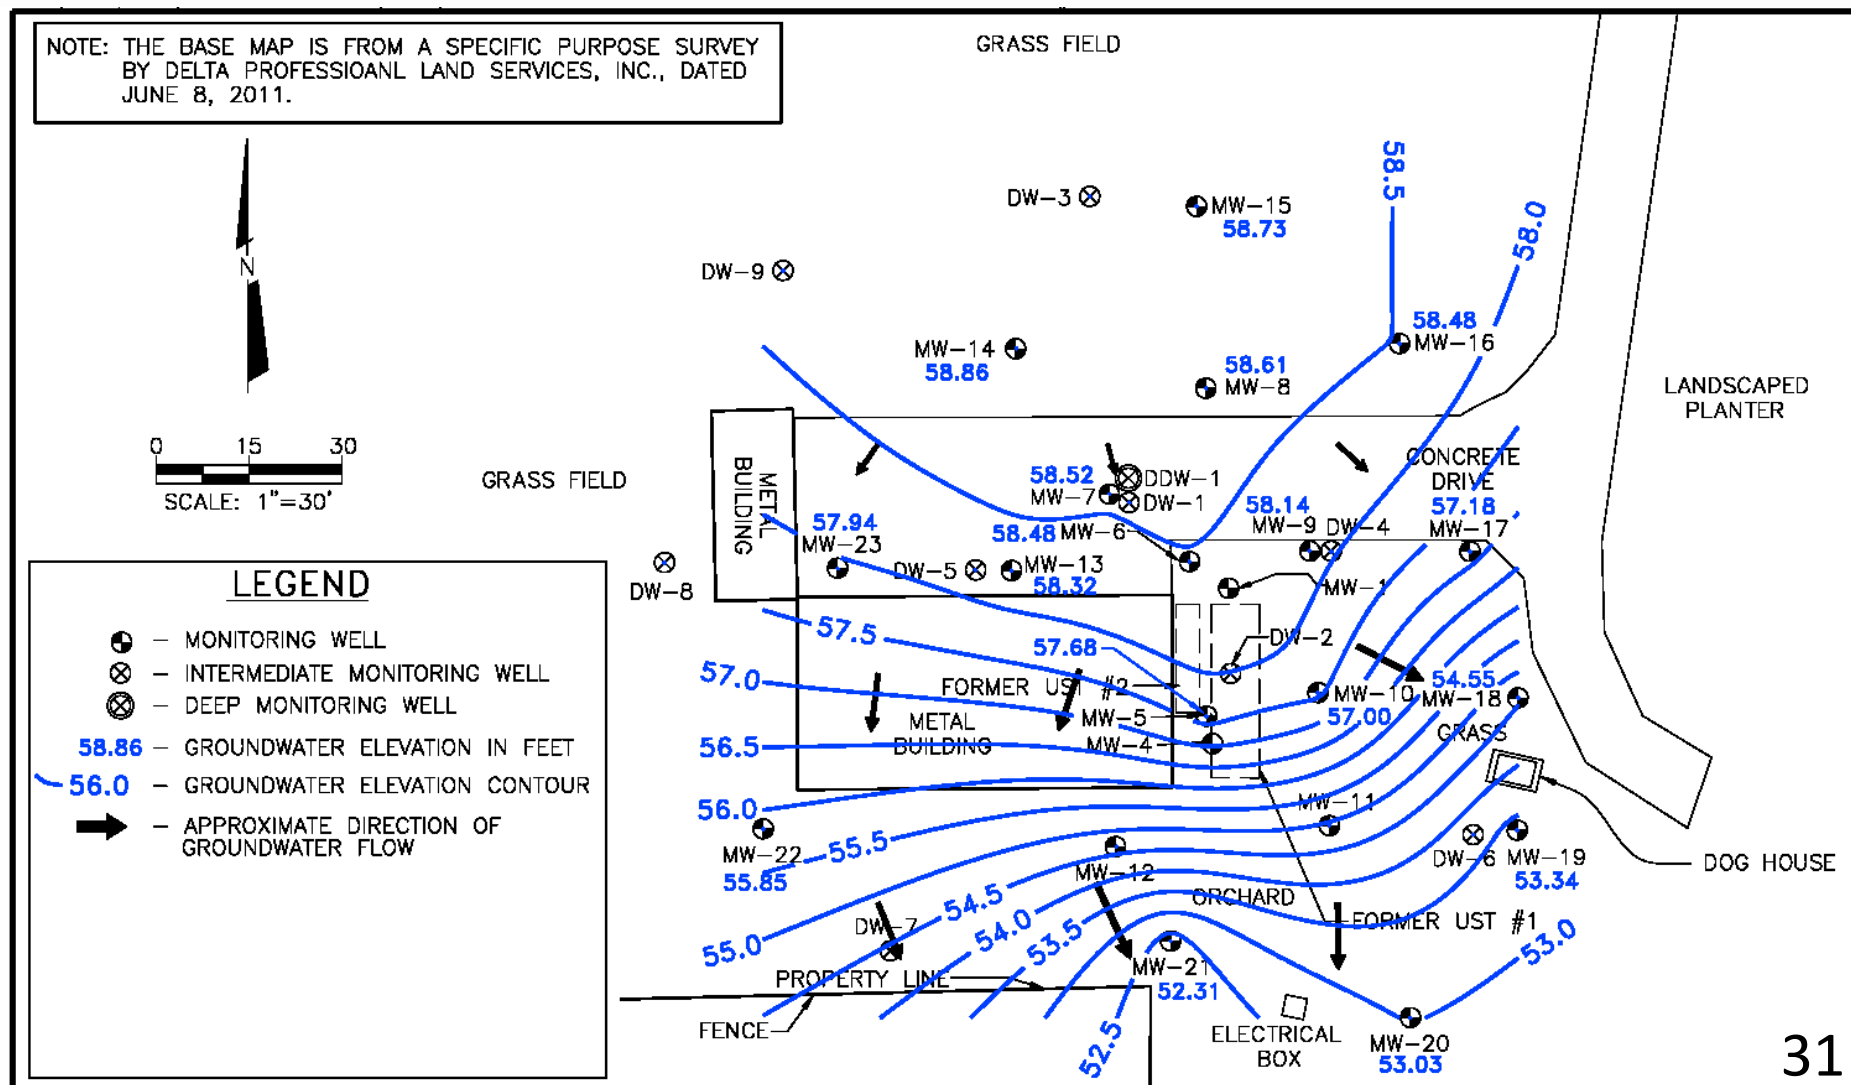 NOTE: THE BASE MAP IS FROM A SPECIFIC PURPOSE SURVEY
BY DELTA PROFESSIOANL LAND SERVICES, INC., DATED
JUNE 8, 2011.
GRASS FIELD
N
0 15 30
SCALE: 1"=30'
GRASS FIELD
LEGEND
- MONITORING WELL
- INTERMEDIATE MONITORING WELL
- DEEP MONITORING WELL
58.86 - GROUNDWATER ELEVATION IN FEET
56.0 - GROUNDWATER ELEVATION CONTOUR
- APPROXIMATE DIRECTION OF
GROUNDWATER FLOW
58.5
58.0
DW-3
MW-15
58.73
DW-9
MW-14
58.86
58.61
MW-8
58.48
MW-16
LANDSCAPED
PLANTER
METAL
BUILDING
58.52
MW-7
DDW-1
DW-1
CONCRETE
DRIVE
57.18
MW-17
58.14
MW-9
DW-4
57.94
MW-23
58.48
MW-6
DW-8
DW-5
MW-13
58.32
MW-1
57.5
57.68
DW-2
57.0
FORMER UST #2
MW-10
57.00
54.55
MW-18
GRASS
METAL
BUILDING
MW-5
MW-4
56.5
56.0
MW-11
MW-22
55.85
55.5
MW-12
DW-6
MW-19
53.34
DOG HOUSE
ORCHARD
FORMER UST #1
54.5
54.0
53.5
53.0
DW-7
55.0
PROPERTY LINE
MW-21
52.31
FENCE
52.5
ELECTRICAL
BOX
MW-20
53.03
31